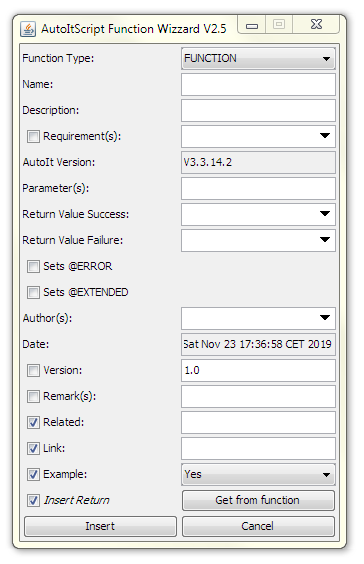 AutoItScript Function Wizzard V2.5
Function Type: FUNCTION
Name:
Description:
Requirement(s):
AutoIt Version: V3.3.14.2
Parameter(s):
Return Value Success:
Return Value Failure:
Sets @ERROR
Sets @EXTENDED
Author(s):
Date: Sat Nov 23 17:36:58 CET 2019
Version: 1.0
Remark(s):
Related:
Link:
Example: Yes
Insert Return Get from function
Insert Cancel